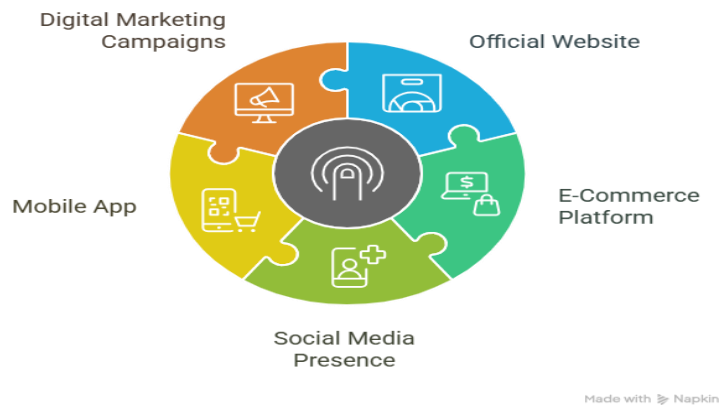 Digital Marketing
Campaigns
Official Website
Mobile App
E-Commerce
Platform
Social Media
Presence
$
Made with Napkin